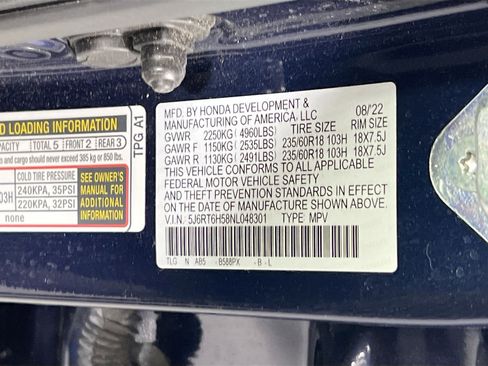 D LOADING INFORMATION
PACITY TOTAL 5 FRONT 2 REAR 3
and cargo should never exceed 385 kg or 850 lbs.
COLD TIRE PRESSURE
03H 240KPA, 35PSI
220KPA, 32PSI
none
SEE OWNER'S
MANUAL FOR
ADDITIONAL
INFORMATION
TPG A1
MFD. BY HONDA DEVELOPMENT &
MANUFACTURING OF AMERICA, LLC 08/22
GVWR 2250KG( 4960LBS) TIRE SIZE RIM SIZE
GAWR F 1150KG( 2535LBS) 235/60R18 103H 18X7.5J
GAWR R 1130KG( 2491LBS) 235/60R18 103H 18X7.5J
THIS VEHICLE CONFORMS TO ALL APPLICABLE
FEDERAL MOTOR VEHICLE SAFETY
AND THEFT PREVENTION STANDARDS IN EFFECT
ON THE DATE OF MANUFACTURE SHOWN ABOVE.
V.I.N. : 5J6RT6H58NL048301 TYPE: MPV
TLG N AB5 - B588PX - B - L